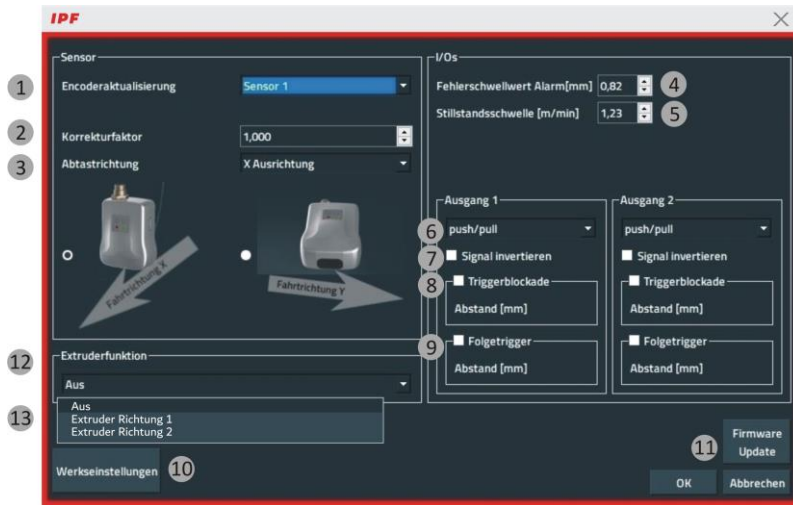 IPF
Sensor
1 Encoderaktualisierung Sensor 1
2 Korrekturfaktor 1,000
3 Abtastrichtung X Ausrichtung
Fahrtrichtung X
Fahrtrichtung Y
12 Extruderfunktion
Aus
13 Aus
Extruder Richtung 1
Extruder Richtung 2
Werkseinstellungen 10
I/Os
Fehlerschwellwert Alarm[mm] 0,82 4
Stillstandsschwelle [m/min] 1,23 5
Ausgang 1
6 push/pull
7 Signal invertieren
8 Triggerblockade
Abstand [mm]
9 Folgetrigger
Abstand [mm]
Ausgang 2
push/pull
Signal invertieren
Triggerblockade
Abstand [mm]
Folgetrigger
Abstand [mm]
11 Firmware
Update
OK Abbrechen